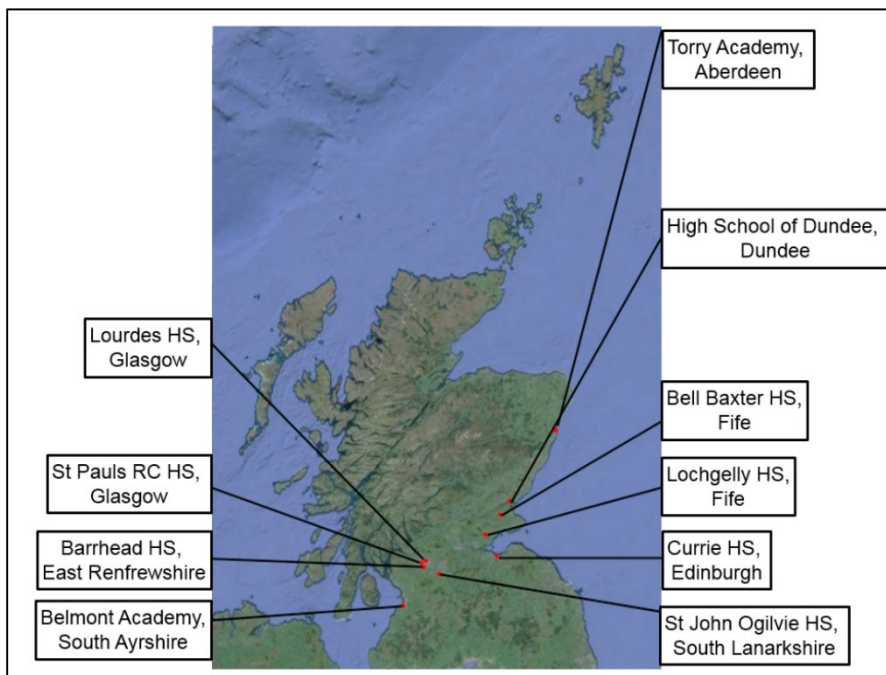 Torry Academy,
Aberdeen
High School of Dundee,
Dundee
Lourdes HS,
Glasgow
Bell Baxter HS,
Fife
St Pauls RC HS,
Glasgow
Lochgelly HS,
Fife
Barrhead HS,
East Renfrewshire
Currie HS,
Edinburgh
Belmont Academy,
South Ayrshire
St John Ogilvie HS,
South Lanarkshire